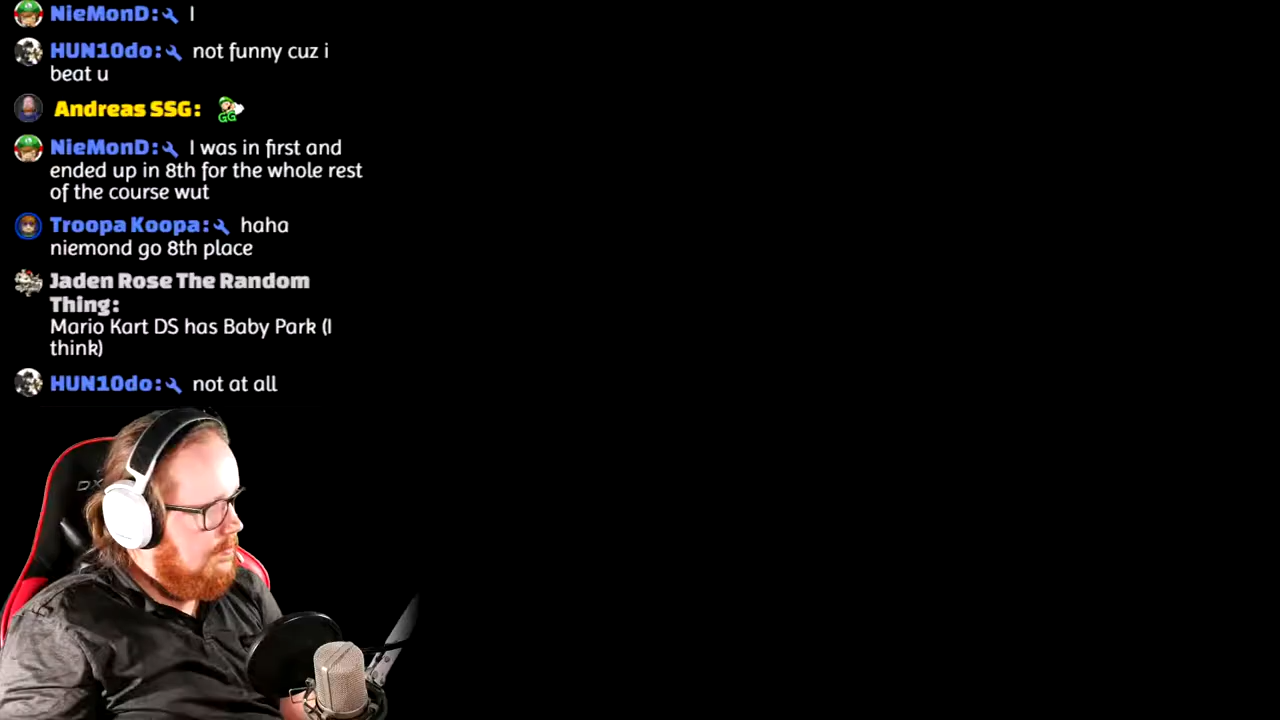 NieMonD: I
HUN10do: not funny cuz i
beat u
Andreas SSG: GG
NieMonD: I was in first and
ended up in 8th for the whole rest
of the course wut
Troopa Koopa: haha
niemond go 8th place
Jaden Rose The Random
Thing:
Mario Kart DS has Baby Park (I
think)
HUN10do: not at all
DX